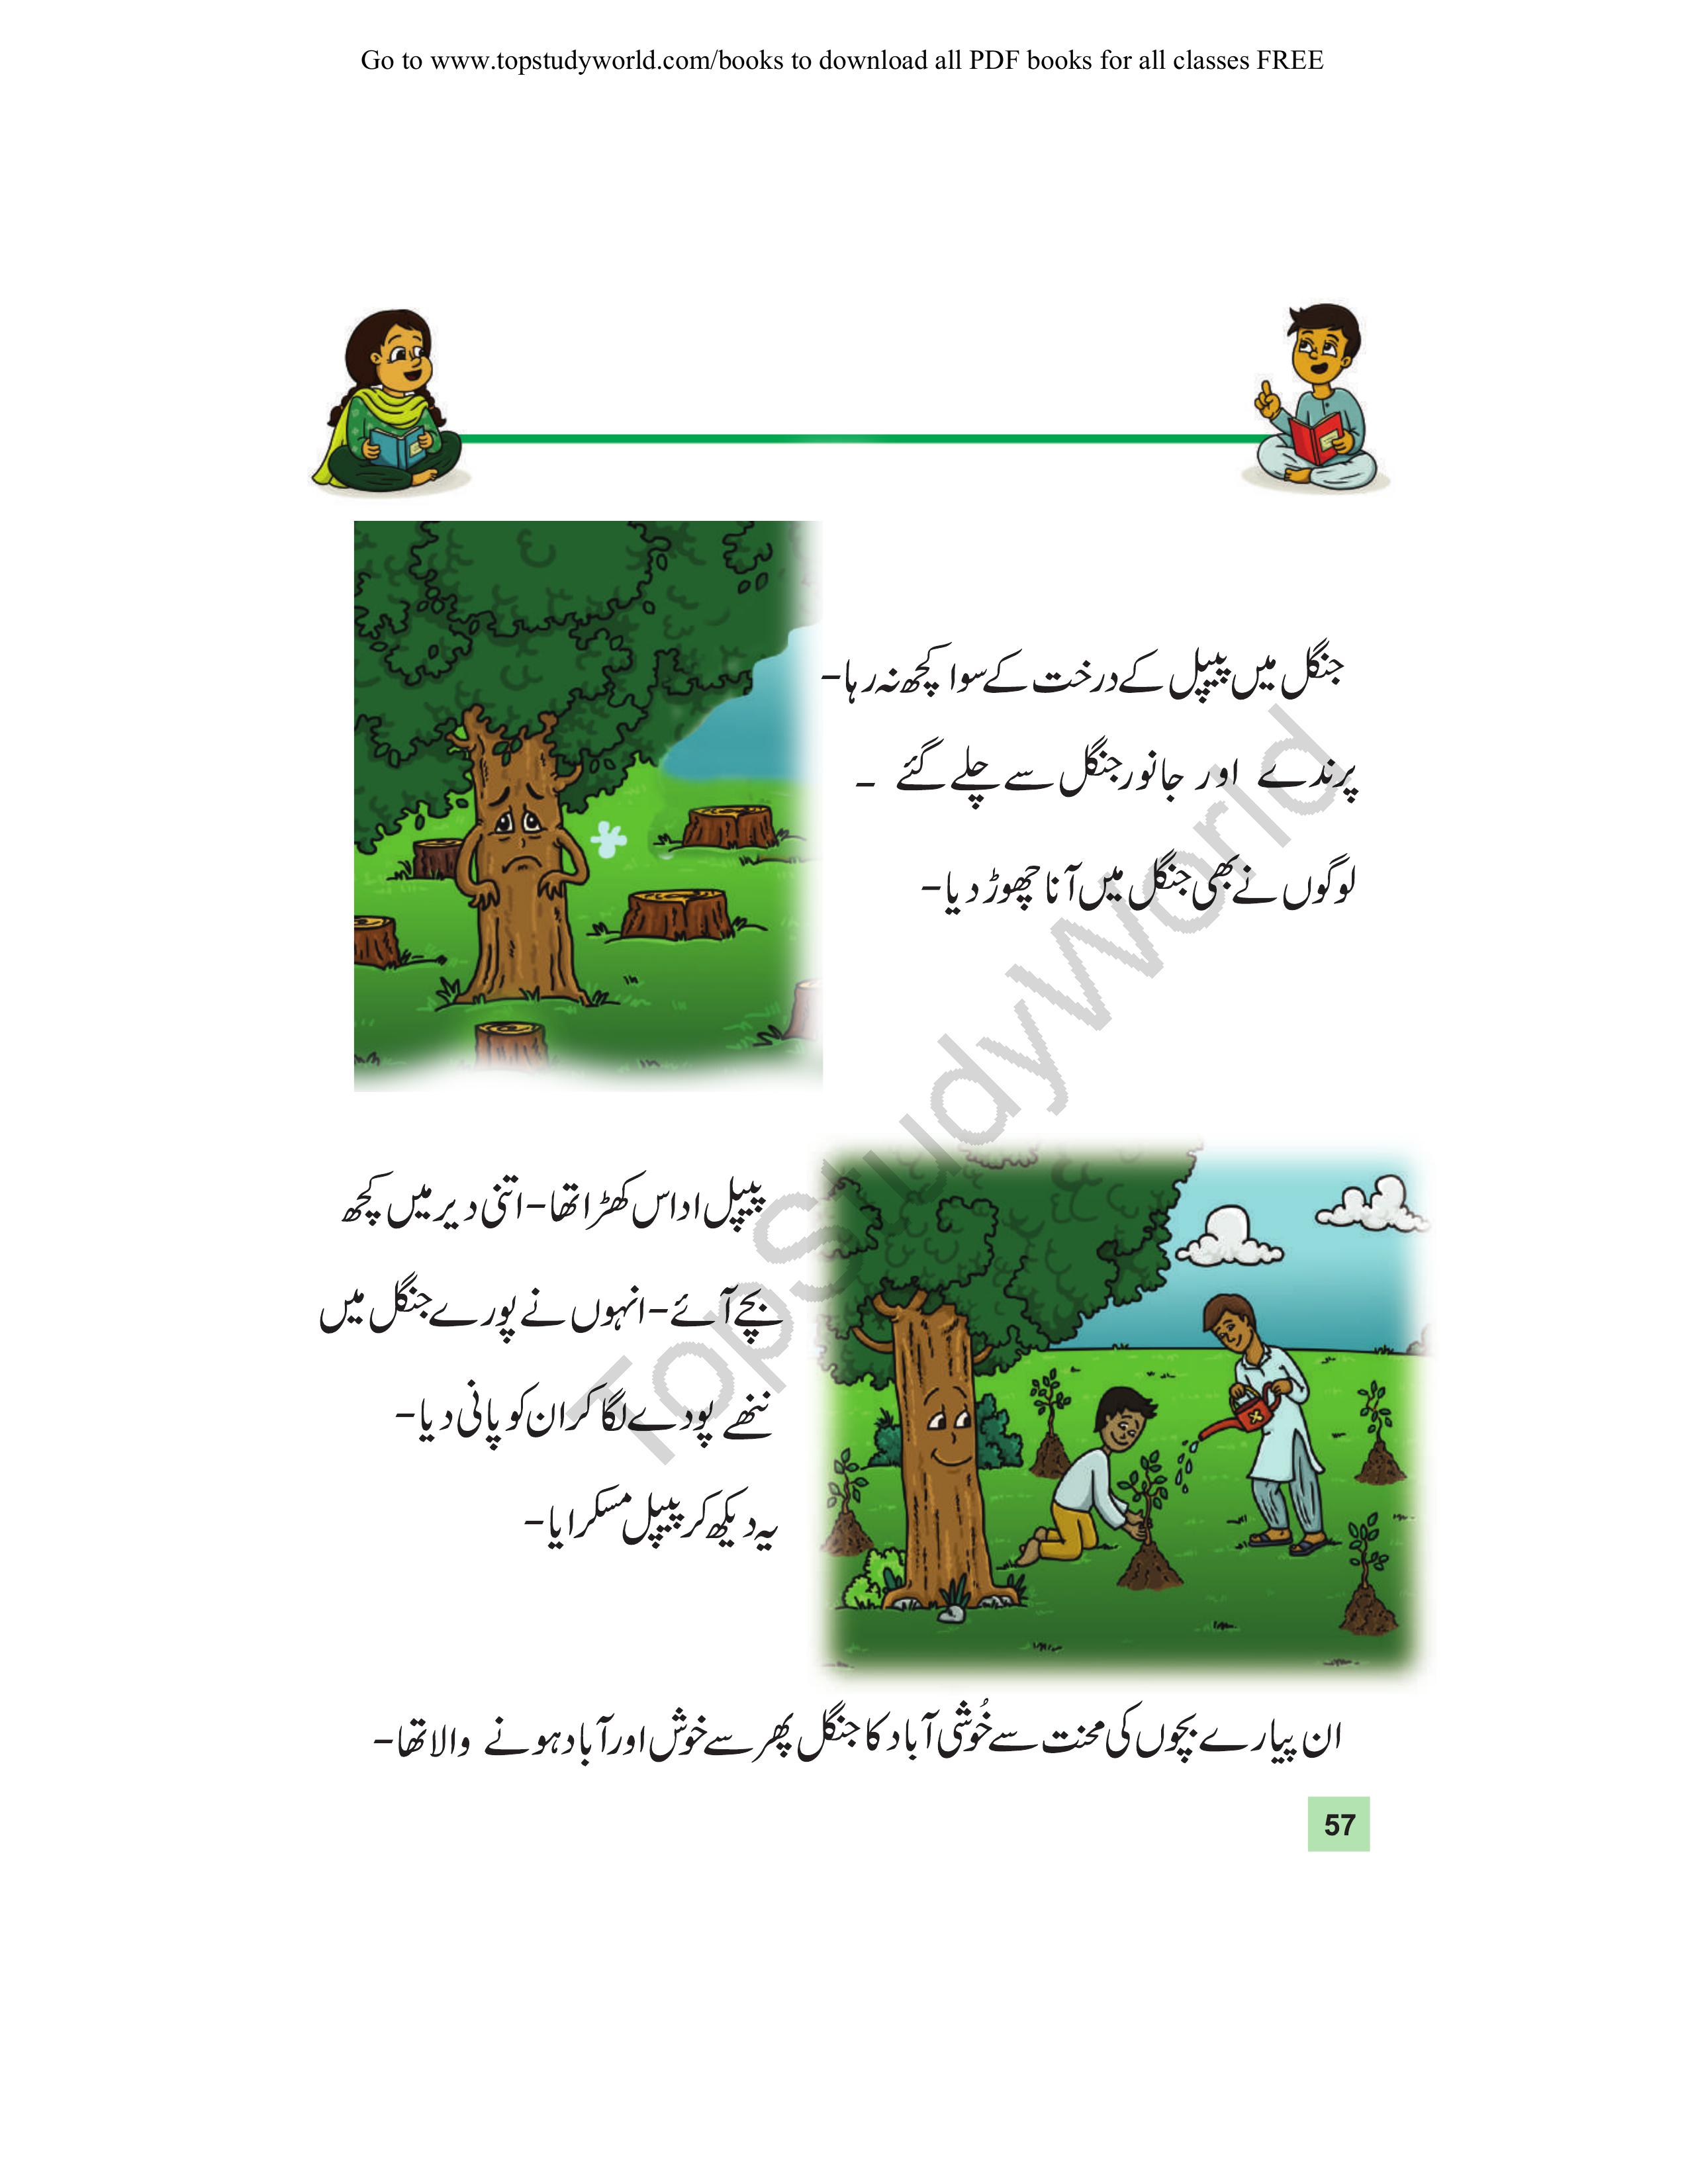 Go to www.topstudyworld.com/books to download all PDF books for all classes FREE
جنگل میں پیپل کے درخت کے سوا کچھ نہ رہا۔
پرندے اور جانور جنگل سے چلے گئے ۔
لوگوں نے بھی جنگل میں آنا چھوڑ دیا۔
پیپل اداس کھڑا تھا۔ اتنی دیر میں کچھ
بچے آئے۔ انہوں نے پورے جنگل میں
ننھے پودے لگا کر ان کو پانی دیا۔
یہ دیکھ کر پیپل مسکرایا۔
ان پیارے بچوں کی محنت سے خُوشی آباد کا جنگل پھر سے خوش اور آباد ہونے والا تھا۔
57
TopStudyWorld